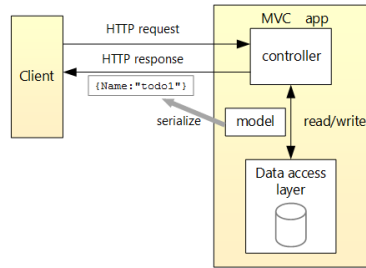 MVC app
HTTP request
controller
HTTP response
Client
{Name:"todo1"}
serialize
model
read/write
Data access
layer